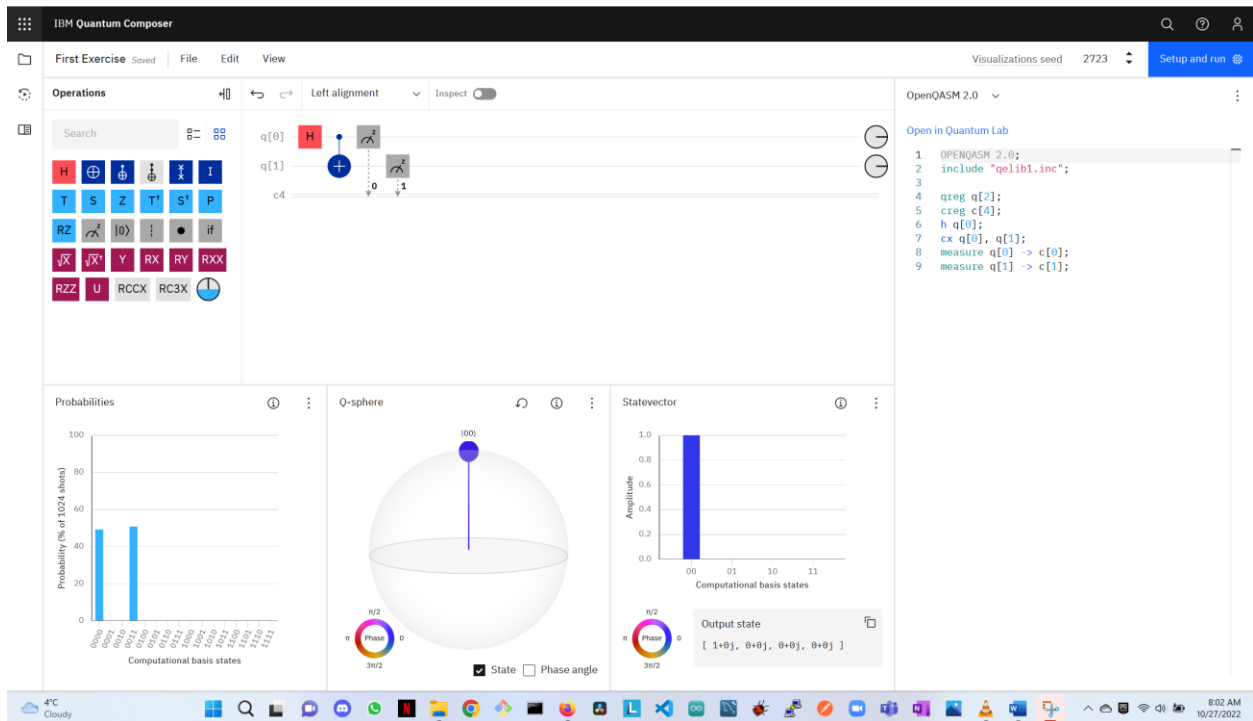 IBM Quantum Composer
First Exercise Saved File Edit View Visualizations seed 2723 Setup and run
Operations Left alignment Inspect OpenQASM 2.0
Search
Open in Quantum Lab
H I
T S Z T† S† P
RZ z |0⟩ if
√X √X† Y RX RY RXX
RZZ U RCCX RC3X
q[0] H z
q[1] z
c4 0 1
1 OPENQASM 2.0;
2 include "qelib1.inc";
3
4 qreg q[2];
5 creg c[4];
6 h q[0];
7 cx q[0], q[1];
8 measure q[0] -> c[0];
9 measure q[1] -> c[1];
Probabilities
100
80
60
40
20
0
Probability (% of 1024 shots)
0000 0001 0010 0011 0100 0101 0110 0111 1000 1001 1010 1011 1100 1101 1110 1111
Computational basis states
Q-sphere
|00⟩
π/2
π Phase 0
3π/2
State Phase angle
Statevector
1.0
0.8
0.6
0.4
0.2
0.0
Amplitude
00 01 10 11
Computational basis states
π/2
π Phase 0
3π/2
Output state
[ 1+0j, 0+0j, 0+0j, 0+0j ]
4°C
Cloudy
8:02 AM
10/27/2022